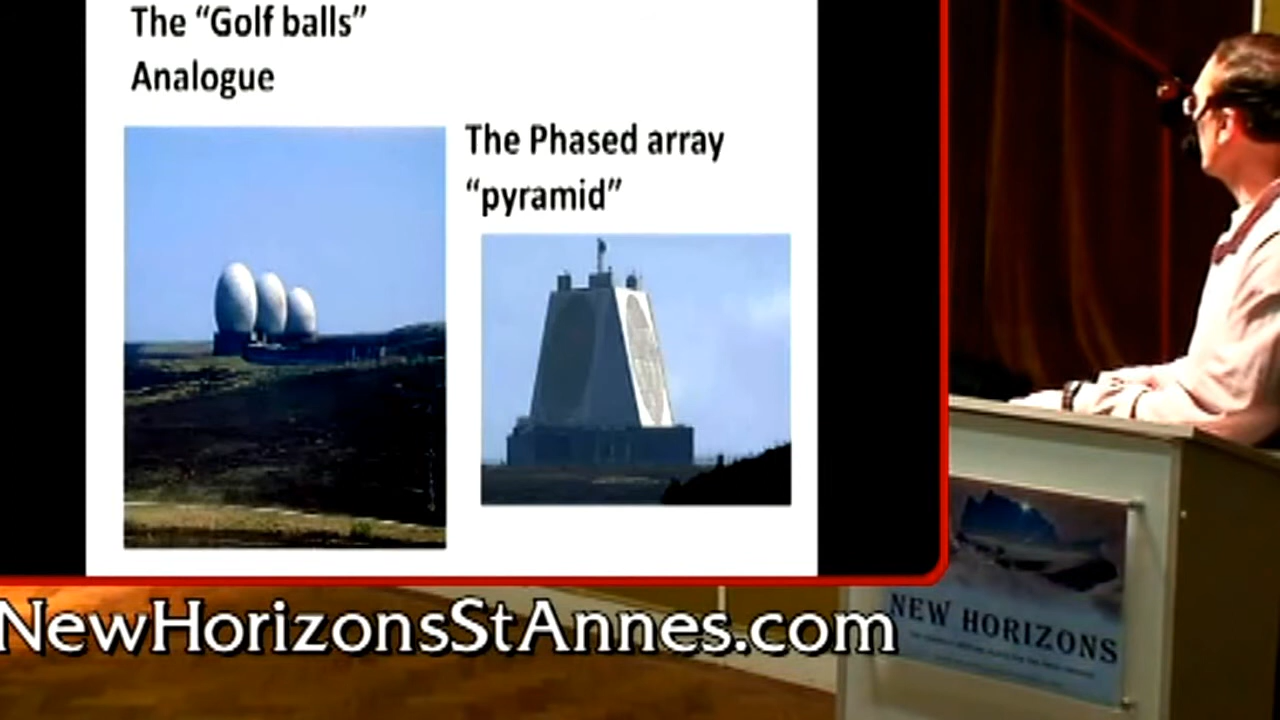 The “Golf balls”
Analogue
The Phased array
“pyramid”
NewHorizonsStAnnes.com
NEW HORIZONS